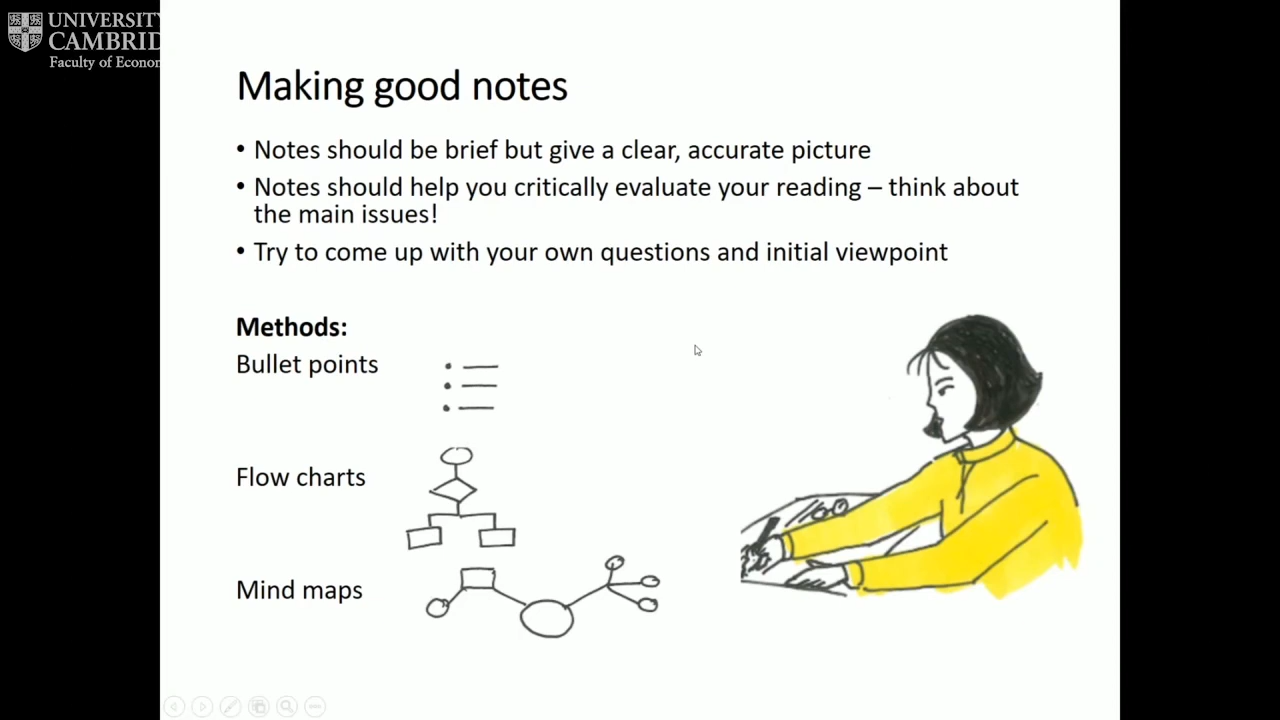 UNIVERSITY
CAMBRID
Faculty of Econom
Making good notes
• Notes should be brief but give a clear, accurate picture
• Notes should help you critically evaluate your reading – think about
the main issues!
• Try to come up with your own questions and initial viewpoint
Methods:
Bullet points
Flow charts
Mind maps